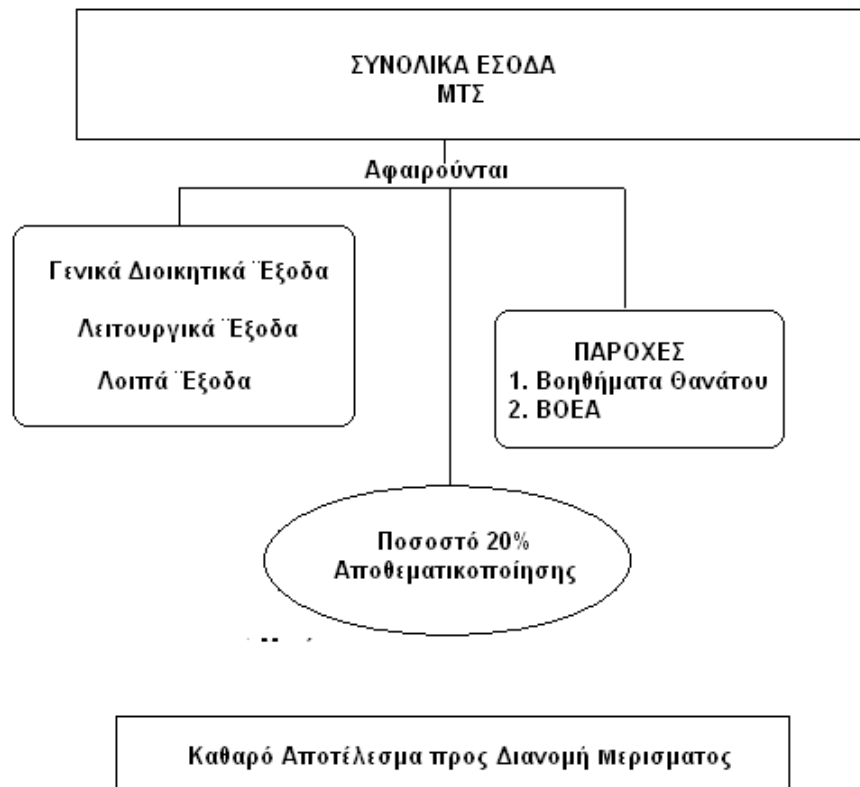 ΣΥΝΟΛΙΚΑ ΕΣΟΔΑ
ΜΤΣ
Αφαιρούνται
Γενικά Διοικητικά Έξοδα
Λειτουργικά Έξοδα
Λοιπά Έξοδα
ΠΑΡΟΧΕΣ
1. Βοηθήματα Θανάτου
2. ΒΟΕΑ
Ποσοστό 20%
Αποθεματικοποίησης
Καθαρό Αποτέλεσμα προς Διανομή Μερισματος